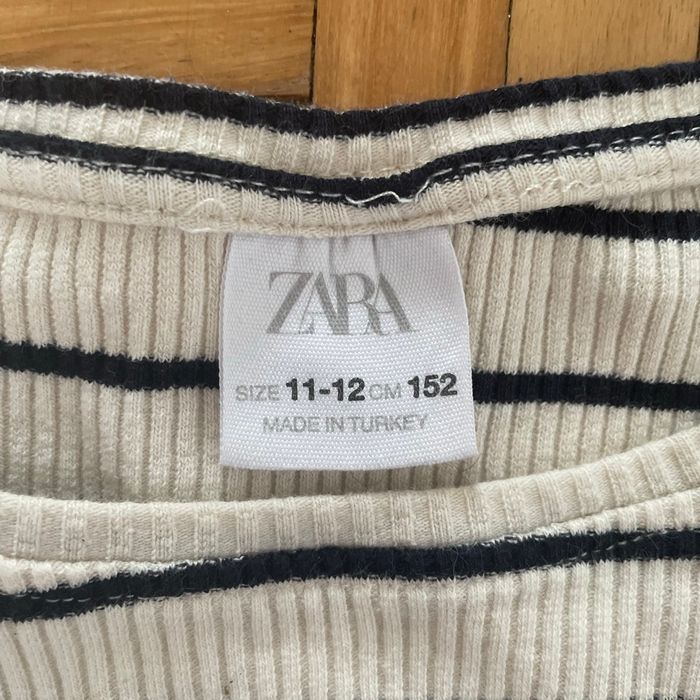 ZARA
SIZE 11-12 CM 152
MADE IN TURKEY